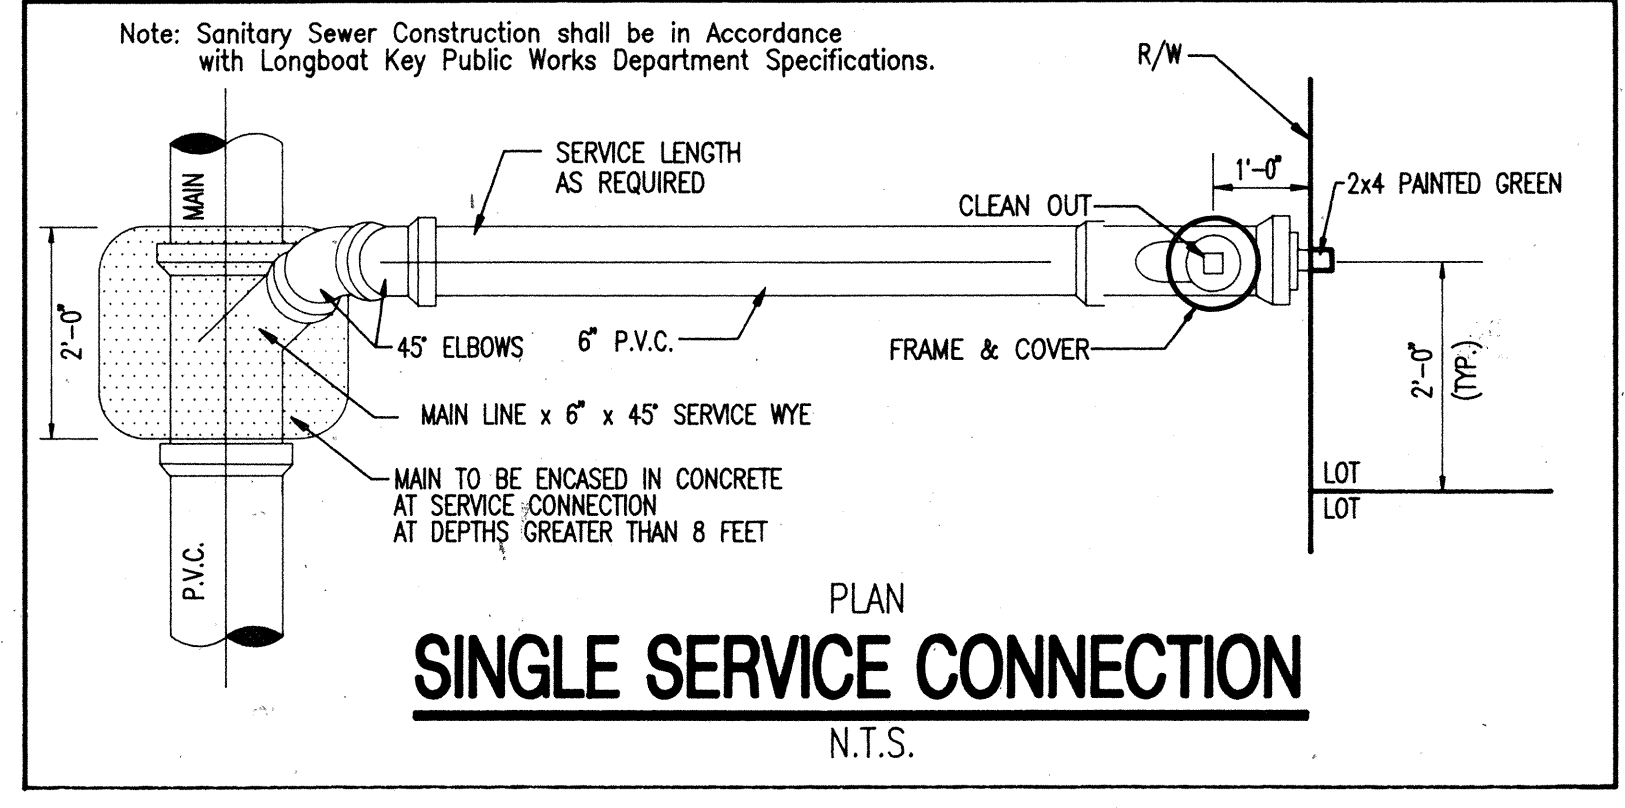 Note: Sanitary Sewer Construction shall be in Accordance
with Longboat Key Public Works Department Specifications.
R/W
MAIN
SERVICE LENGTH
AS REQUIRED
1'-0"
2x4 PAINTED GREEN
CLEAN OUT
2'-0"
45° ELBOWS
6" P.V.C.
FRAME & COVER
2'-0"
(TYP.)
MAIN LINE x 6" x 45° SERVICE WYE
MAIN TO BE ENCASED IN CONCRETE
AT SERVICE CONNECTION
AT DEPTHS GREATER THAN 8 FEET
LOT
LOT
P.V.C.
PLAN
SINGLE SERVICE CONNECTION
N.T.S.